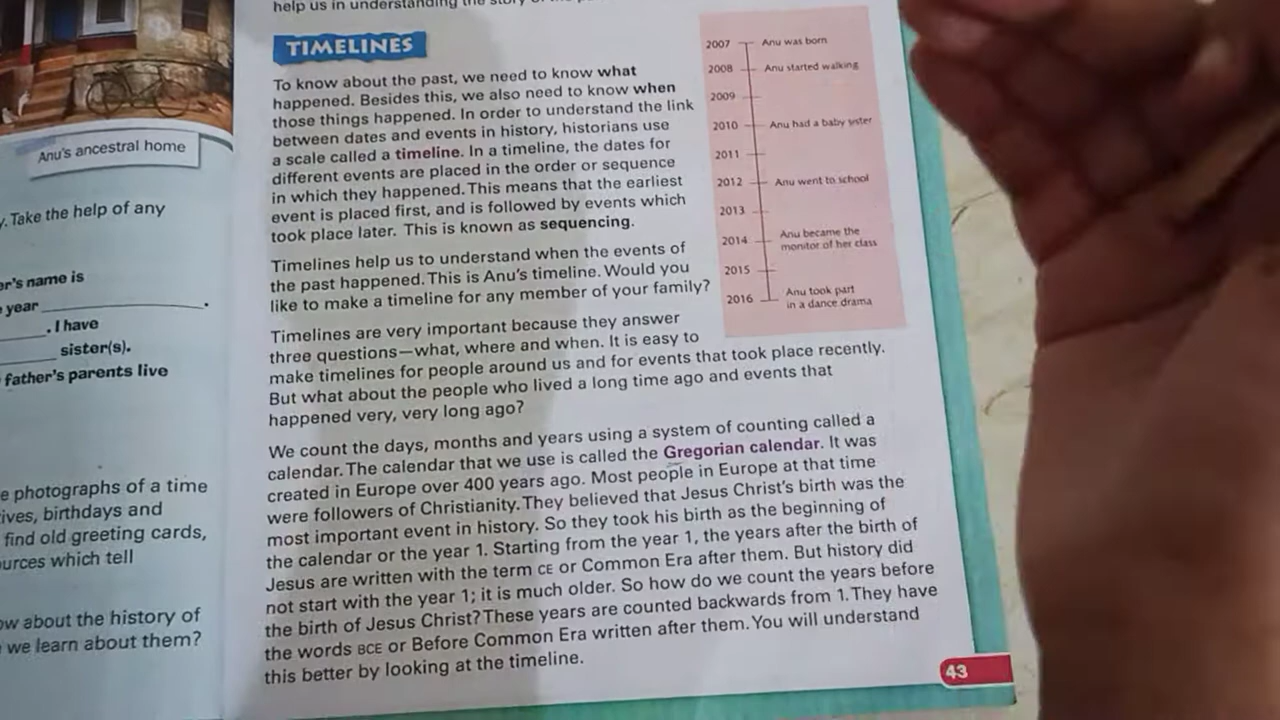 Anu's ancestral home
y. Take the help of any
er's name is
year ____________.
____. I have
____ sister(s).
father's parents live
e photographs of a time
ives, birthdays and
find old greeting cards,
urces which tell
ow about the history of
we learn about them?
help us in understanding the story of the
TIMELINES
To know about the past, we need to know what
happened. Besides this, we also need to know when
those things happened. In order to understand the link
between dates and events in history, historians use
a scale called a timeline. In a timeline, the dates for
different events are placed in the order or sequence
in which they happened. This means that the earliest
event is placed first, and is followed by events which
took place later. This is known as sequencing.
Timelines help us to understand when the events of
the past happened. This is Anu's timeline. Would you
like to make a timeline for any member of your family?
Timelines are very important because they answer
three questions—what, where and when. It is easy to
make timelines for people around us and for events that took place recently.
But what about the people who lived a long time ago and events that
happened very, very long ago?
We count the days, months and years using a system of counting called a
calendar. The calendar that we use is called the Gregorian calendar. It was
created in Europe over 400 years ago. Most people in Europe at that time
were followers of Christianity. They believed that Jesus Christ's birth was the
most important event in history. So they took his birth as the beginning of
the calendar or the year 1. Starting from the year 1, the years after the birth of
Jesus are written with the term CE or Common Era after them. But history did
not start with the year 1; it is much older. So how do we count the years before
the birth of Jesus Christ? These years are counted backwards from 1. They have
the words BCE or Before Common Era written after them. You will understand
this better by looking at the timeline.
2007 Anu was born
2008 Anu started walking
2009
2010 Anu had a baby sister
2011
2012 Anu went to school
2013
2014 Anu became the
monitor of her class
2015
2016 Anu took part
in a dance drama
43